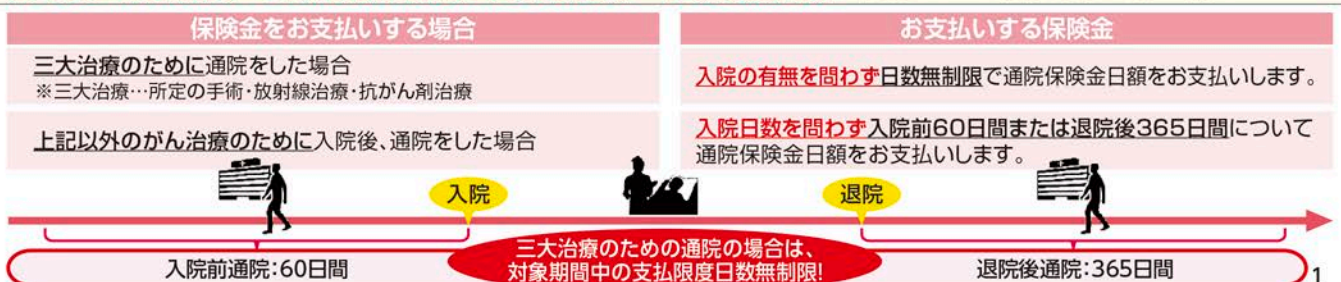 保険金をお支払いする場合
お支払いする保険金
三大治療のために通院をした場合
※三大治療…所定の手術・放射線治療・抗がん剤治療
入院の有無を問わず日数無制限で通院保険金日額をお支払いします。
上記以外のがん治療のために入院後、通院をした場合
入院日数を問わず入院前60日間または退院後365日間について
通院保険金日額をお支払いします。
入院
退院
三大治療のための通院の場合は、
対象期間中の支払限度日数無制限!
入院前通院:60日間
退院後通院:365日間
1